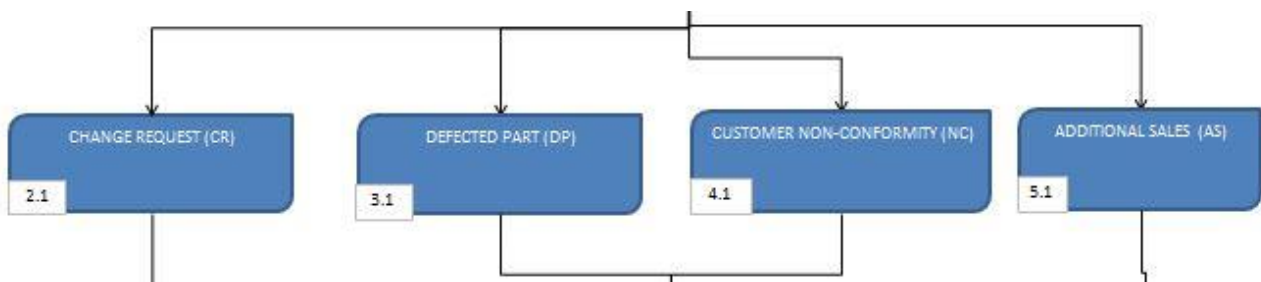 CHANGE REQUEST (CR)
2.1
DEFECTED PART (DP)
3.1
CUSTOMER NON-CONFORMITY (NC)
4.1
ADDITIONAL SALES (AS)
5.1